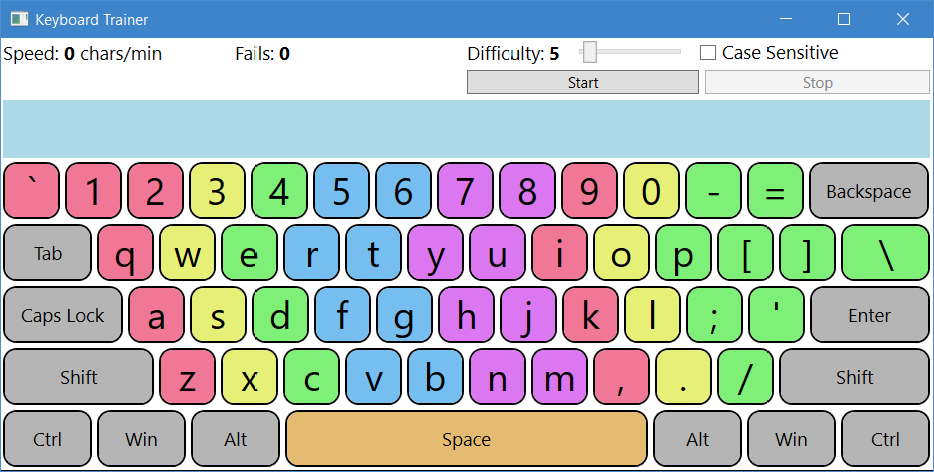 Keyboard Trainer
Speed: 0 chars/min Fails: 0 Difficulty: 5 Case Sensitive
Start Stop
` 1 2 3 4 5 6 7 8 9 0 - = Backspace
Tab q w e r t y u i o p [ ] \
Caps Lock a s d f g h j k l ; ' Enter
Shift z x c v b n m , . / Shift
Ctrl Win Alt Space Alt Win Ctrl